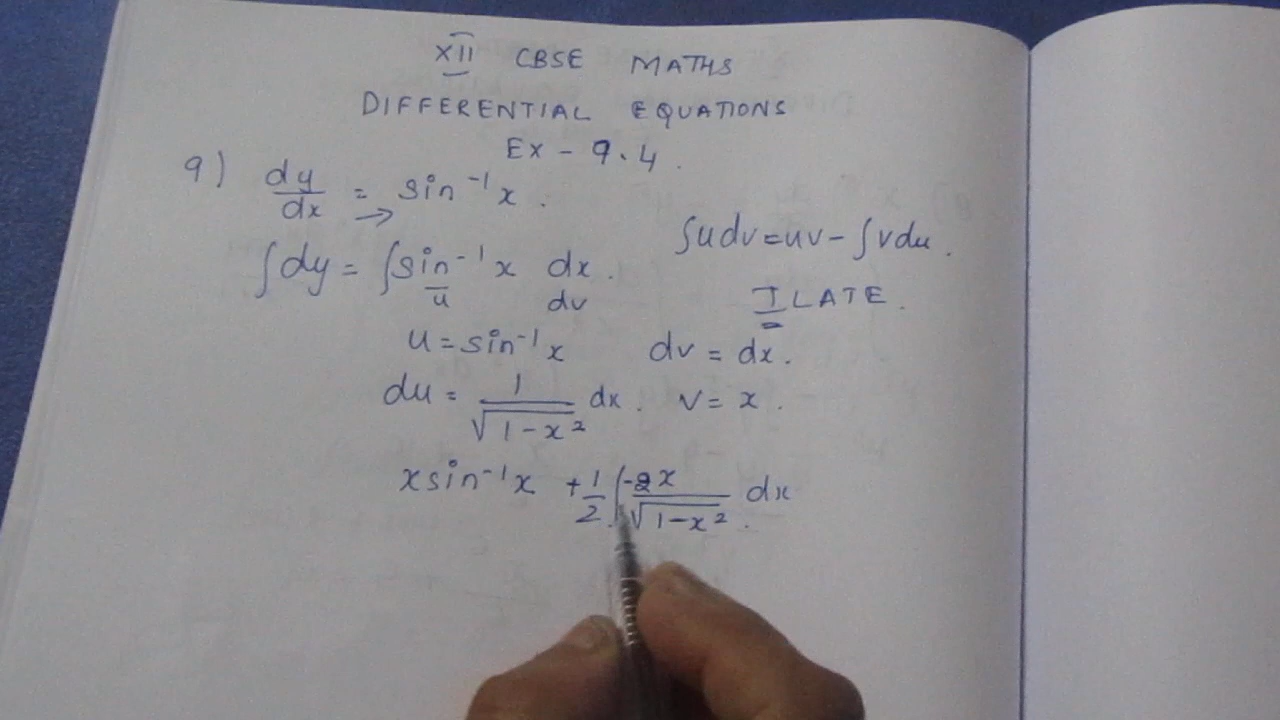 XII CBSE MATHS
DIFFERENTIAL EQUATIONS
EX - 9.4.
9) dy/dx = sin⁻¹x.
→
∫udv = uv - ∫vdu.
∫dy = ∫sin⁻¹x dx.
u dv
ILATE.
u = sin⁻¹x dv = dx.
du = 1/√(1-x²) dx. v = x.
x sin⁻¹x + 1/2 ∫ -2x/√(1-x²) dx.